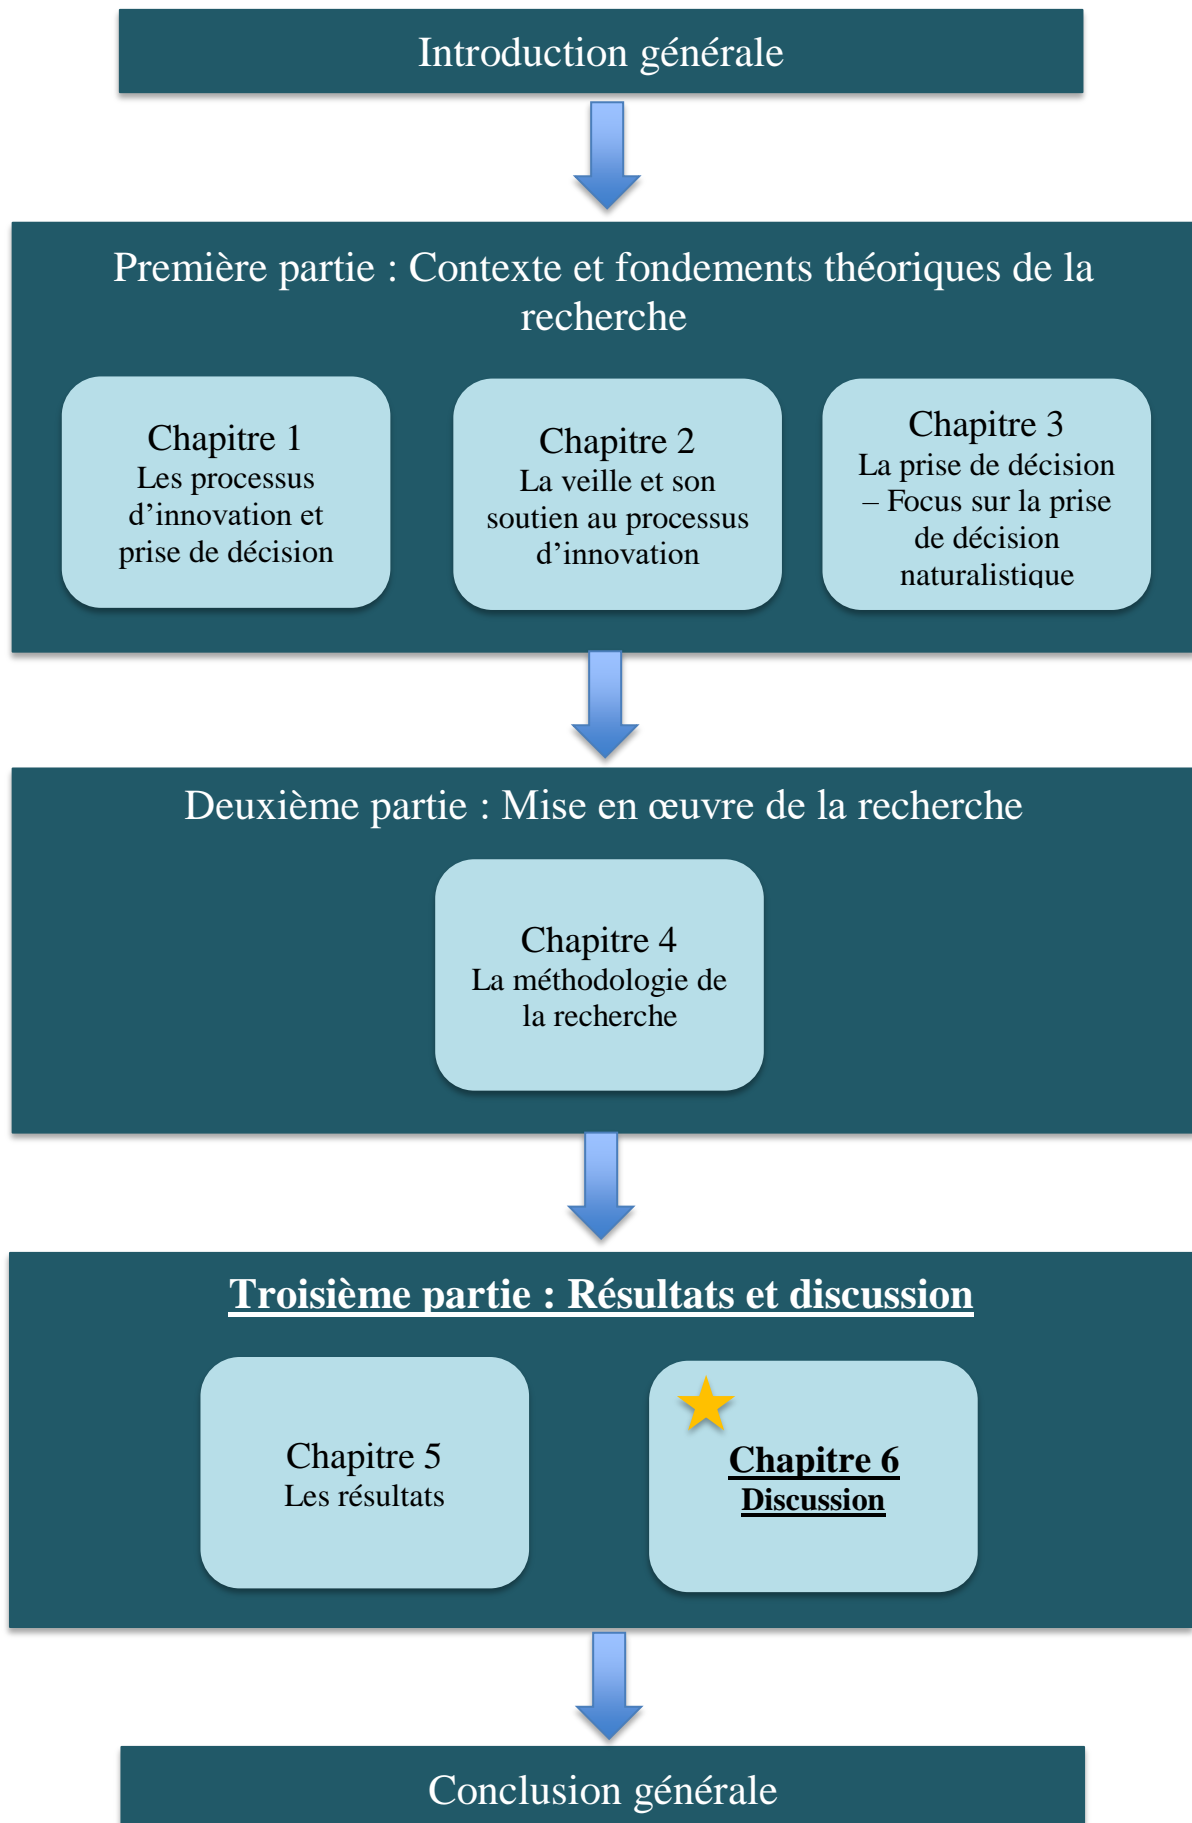 Introduction générale
Première partie : Contexte et fondements théoriques de la
recherche
Chapitre 1
Les processus
d’innovation et
prise de décision
Chapitre 2
La veille et son
soutien au processus
d’innovation
Chapitre 3
La prise de décision
– Focus sur la prise
de décision
naturalistique
Deuxième partie : Mise en œuvre de la recherche
Chapitre 4
La méthodologie de
la recherche
Troisième partie : Résultats et discussion
Chapitre 5
Les résultats
Chapitre 6
Discussion
Conclusion générale